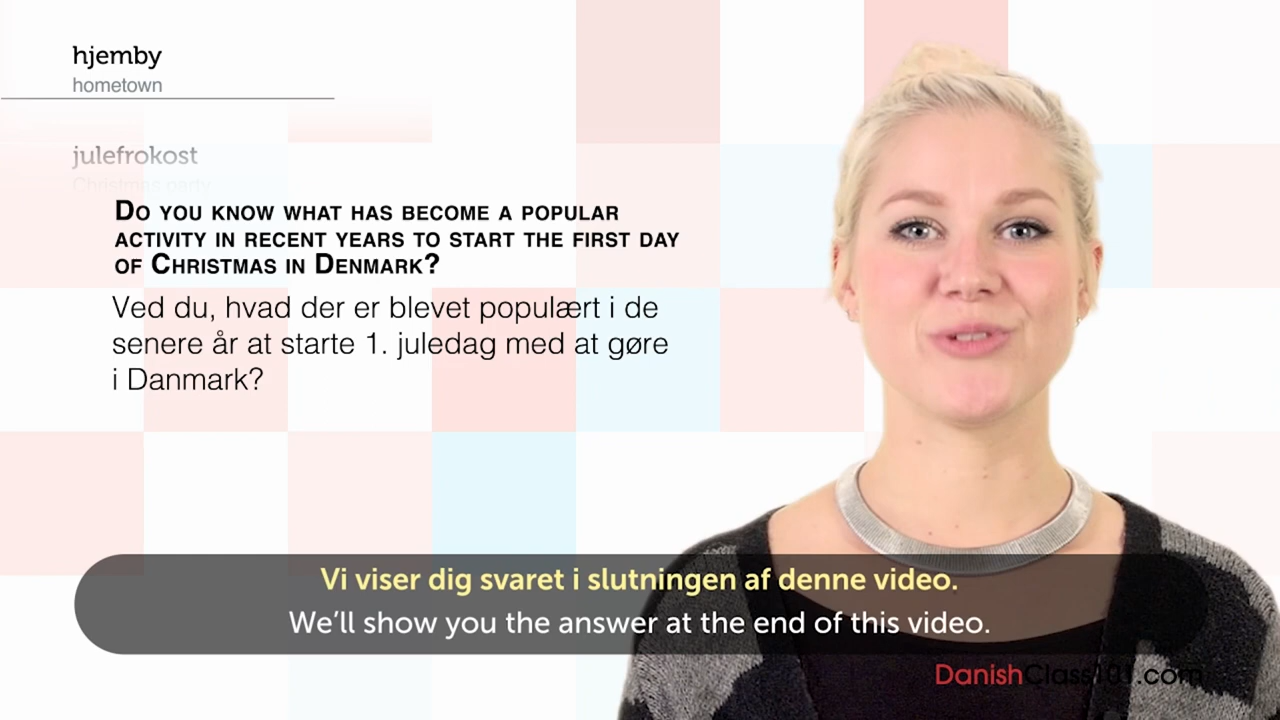 hjemby
hometown
julefrokost
Christmas party
Do you know what has become a popular
activity in recent years to start the first day
of Christmas in Denmark?
Ved du, hvad der er blevet populært i de
senere år at starte 1. juledag med at gøre
i Danmark?
Vi viser dig svaret i slutningen af denne video.
We'll show you the answer at the end of this video.
DanishClass101.com